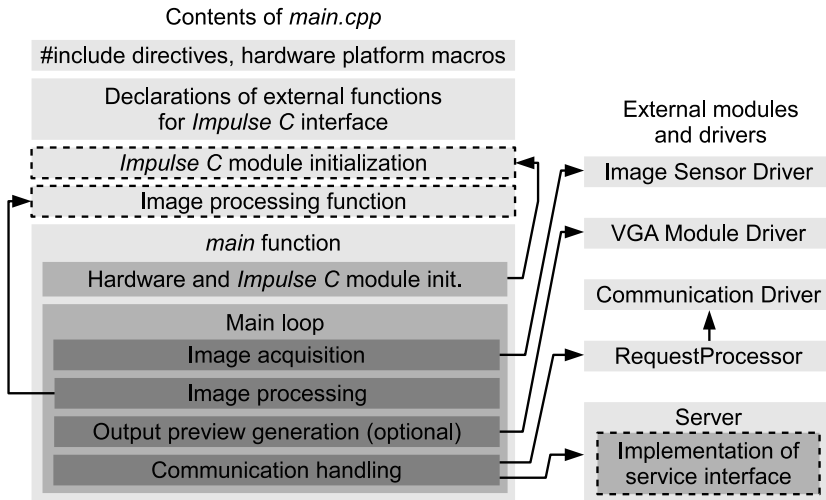 Contents of main.cpp
#include directives, hardware platform macros
Declarations of external functions
for Impulse C interface
Impulse C module initialization
Image processing function
main function
Hardware and Impulse C module init.
Main loop
Image acquisition
Image processing
Output preview generation (optional)
Communication handling
External modules
and drivers
Image Sensor Driver
VGA Module Driver
Communication Driver
RequestProcessor
Server
Implementation of
service interface